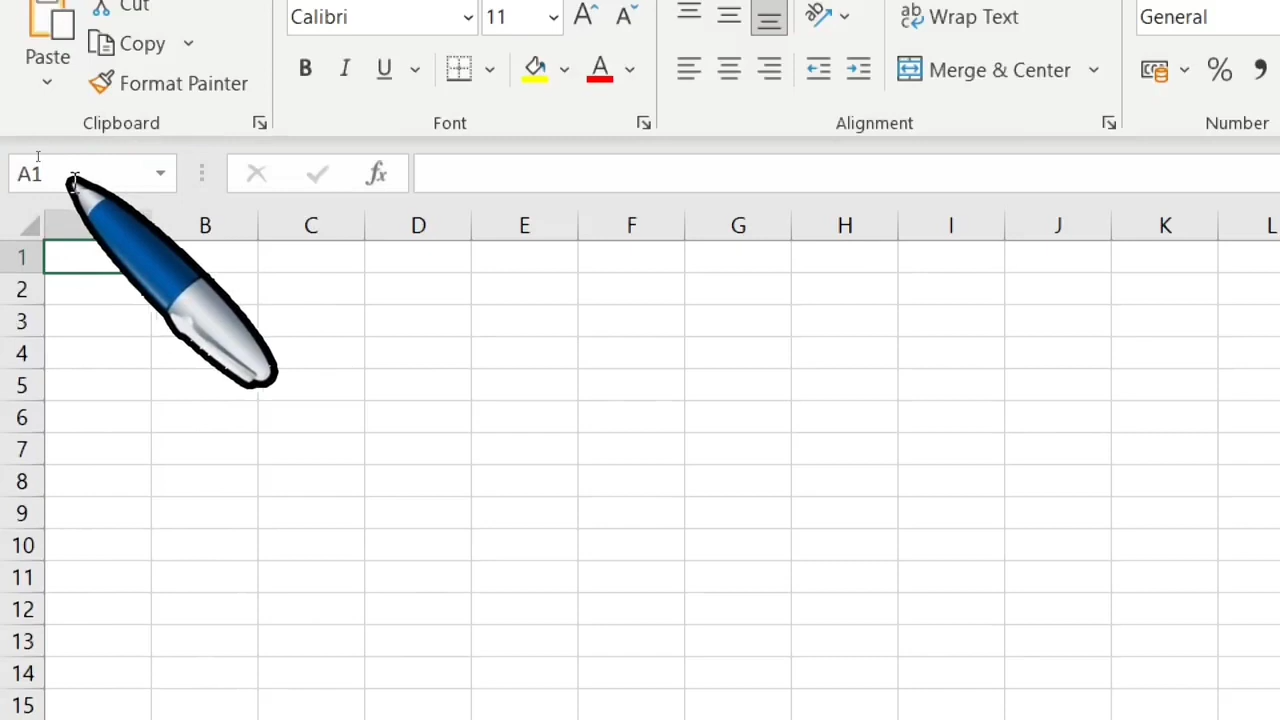 Cut
Calibri 11 Wrap Text General
Paste Copy
Format Painter B I U A Merge & Center % ,
Clipboard Font Alignment Number
A1 fx
B C D E F G H I J K L
1
2
3
4
5
6
7
8
9
10
11
12
13
14
15